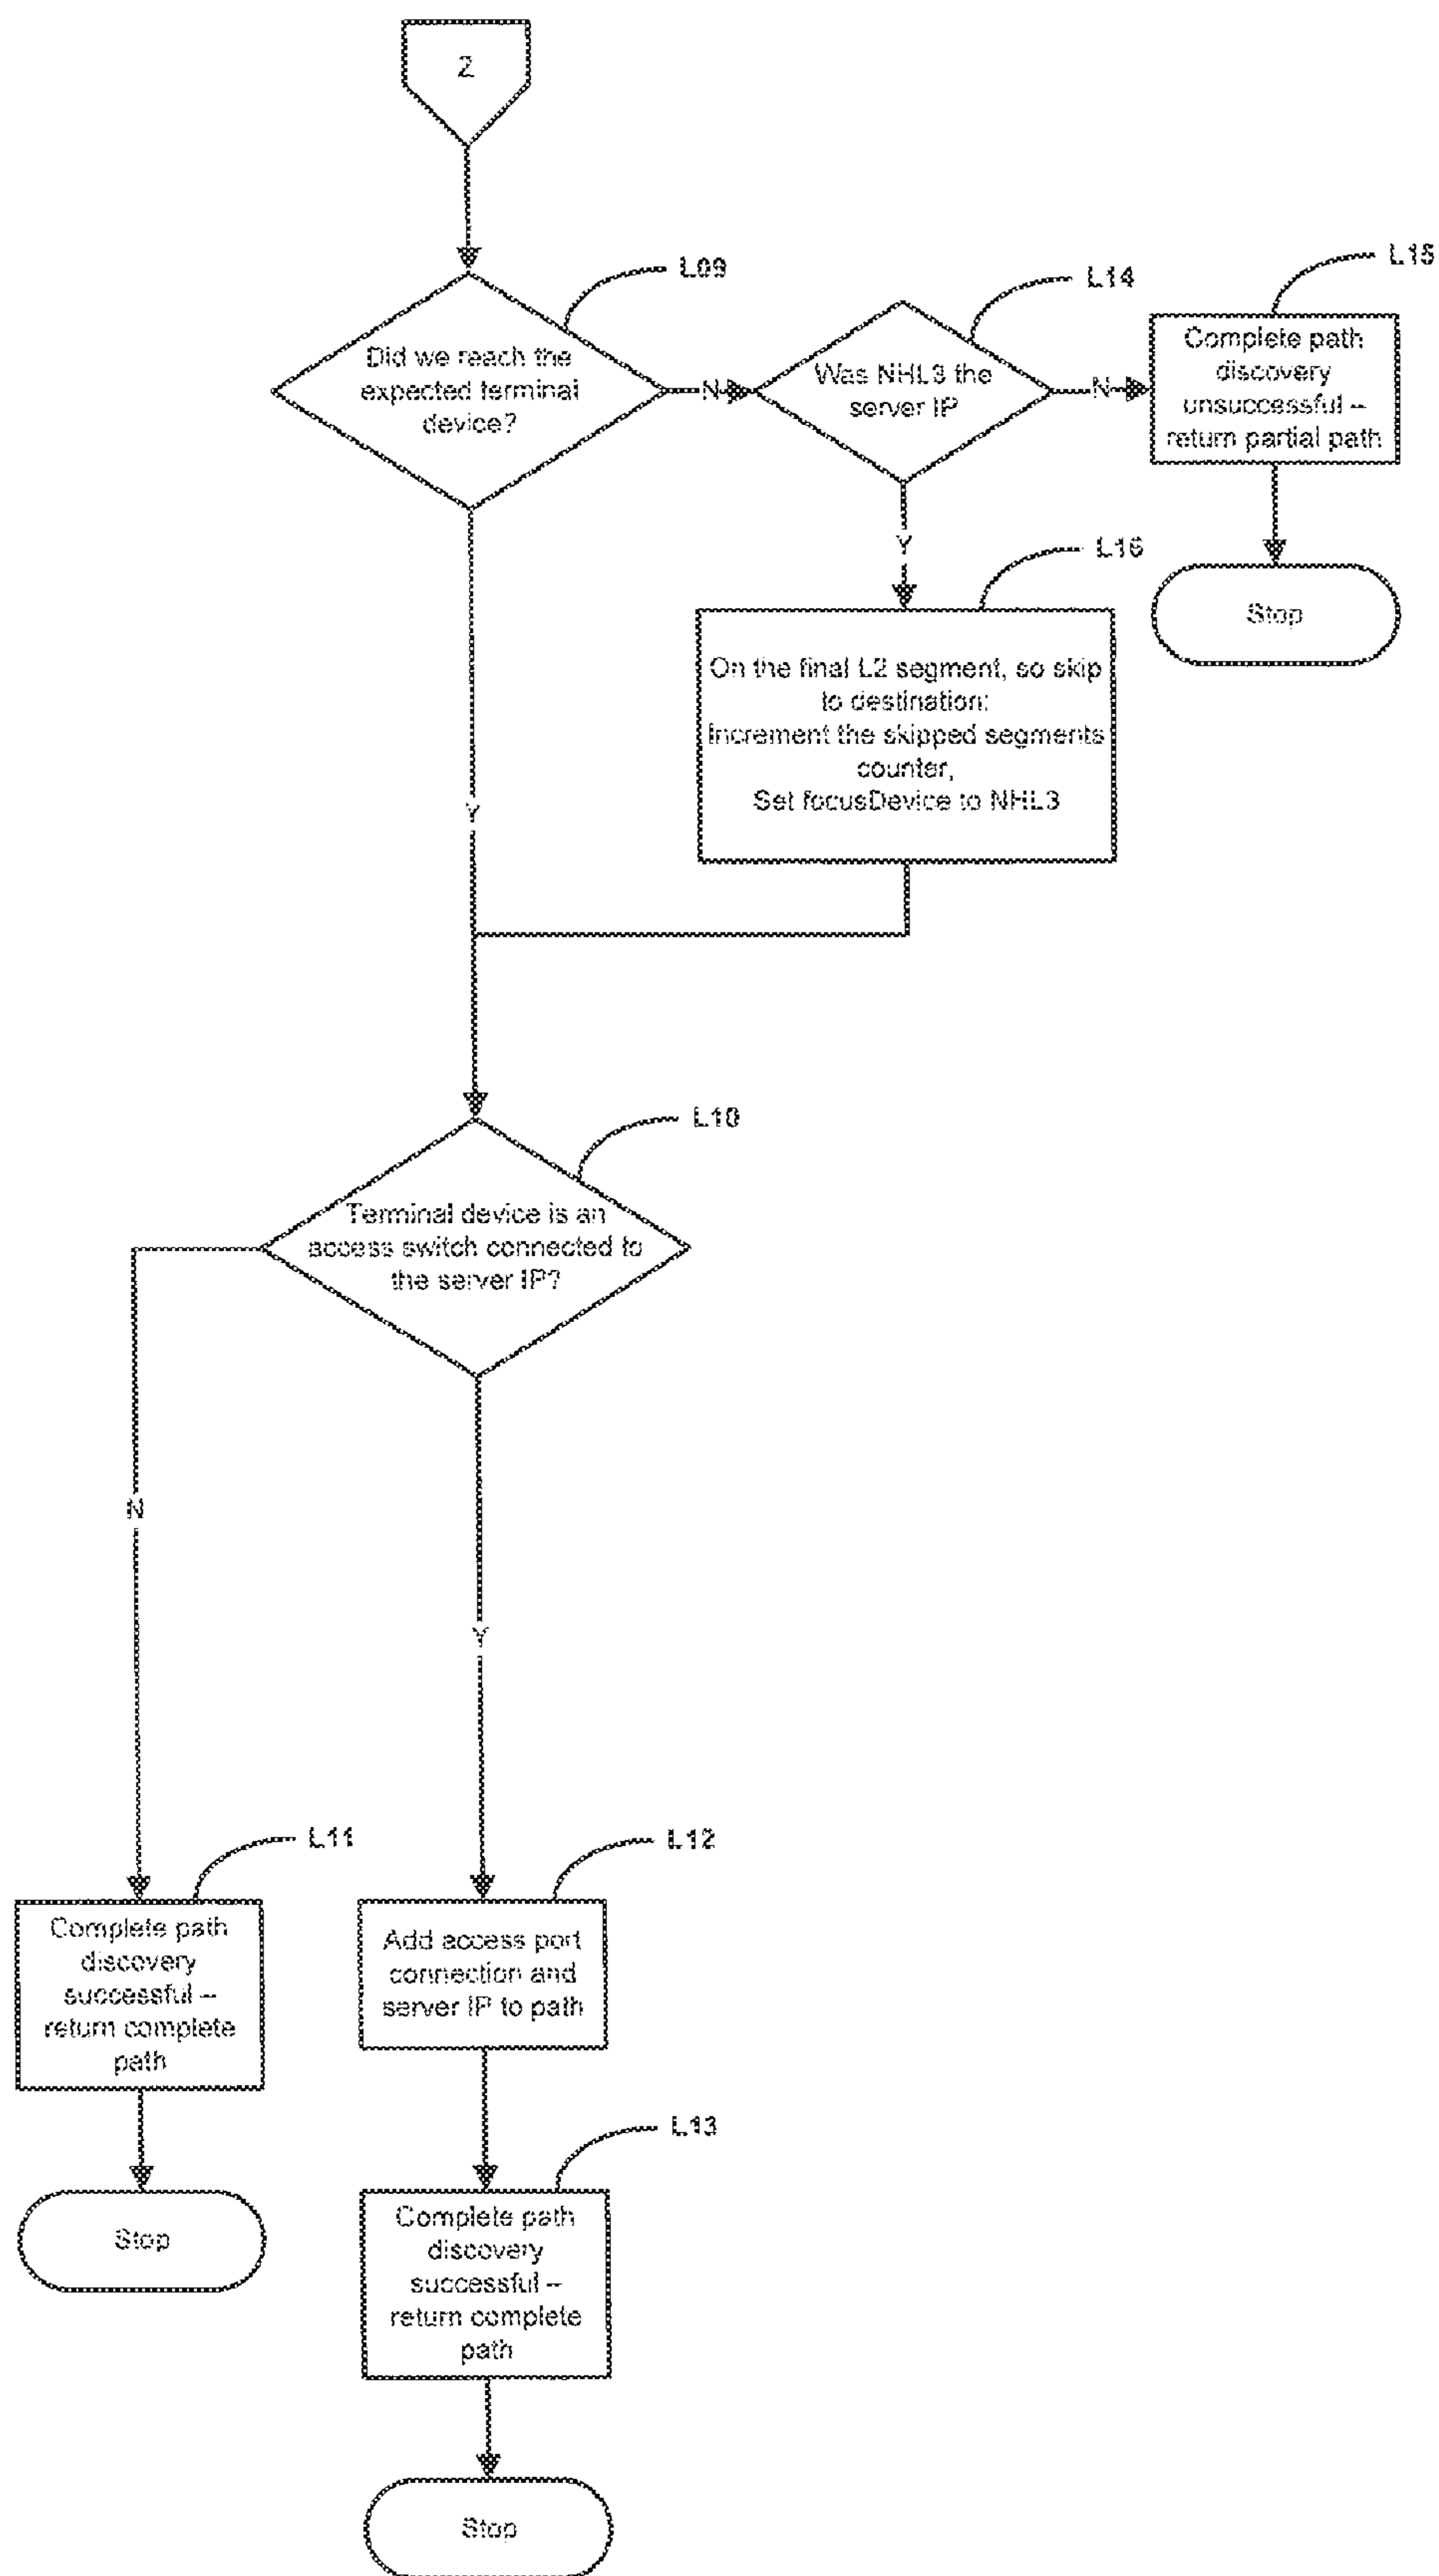 2
L09
Did we reach the
expected terminal
device?
N
L14
Was NHL3 the
server IP
N
L15
Complete path
discovery
unsuccessful –
return partial path
Stop
Y
L16
On the final L2 segment, so skip
to destination:
Increment the skipped segments
counter,
Set focusDevice to NHL3
Y
L10
Terminal device is an
access switch connected to
the server IP?
N
Y
L11
Complete path
discovery
successful –
return complete
path
Stop
L12
Add access port
connection and
server IP to path
L13
Complete path
discovery
successful –
return complete
path
Stop